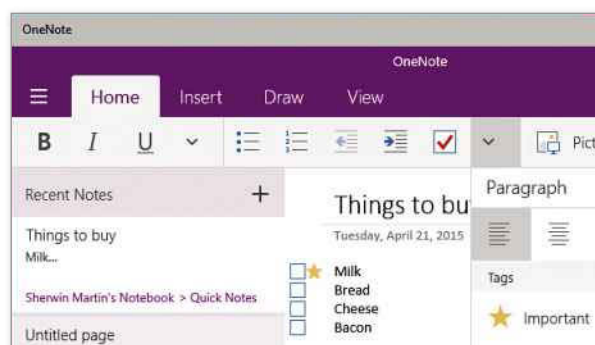 OneNote
OneNote
Home Insert Draw View
B I U
Pict
Recent Notes +
Things to buy
Milk...
Sherwin Martin's Notebook > Quick Notes
Untitled page
Things to bu
Tuesday, April 21, 2015
Milk
Bread
Cheese
Bacon
Paragraph
Tags
Important